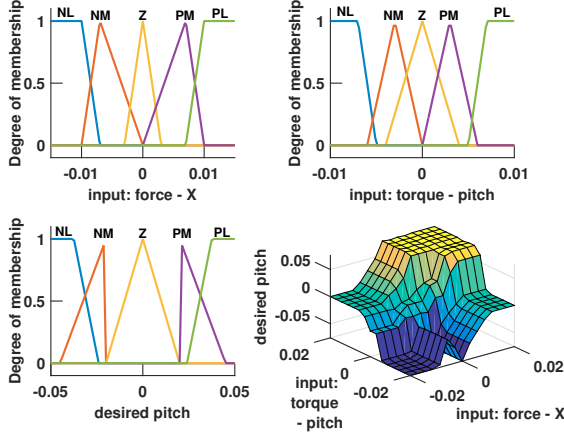 NL NM Z PM PL
Degree of membership
1
0.5
0
-0.01 0 0.01
input: force - X
NL NM Z PM PL
Degree of membership
1
0.5
0
-0.01 0 0.01
input: torque - pitch
NL NM Z PM PL
Degree of membership
1
0.5
0
-0.05 0 0.05
desired pitch
desired pitch
0.05
0
-0.05
0.02
0
-0.02
input:
torque
- pitch
-0.02
0
0.02
input: force - X